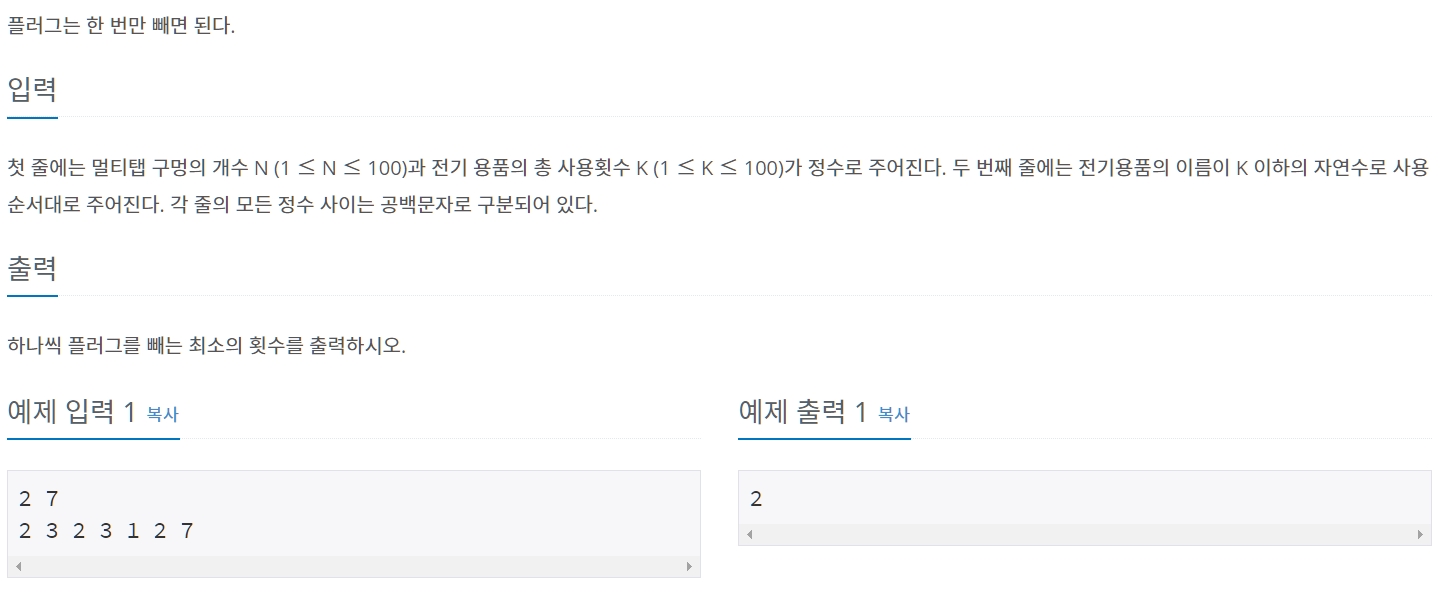 플러그는 한 번만 빼면 된다.
입력
첫 줄에는 멀티탭 구멍의 개수 N (1 ≤ N ≤ 100)과 전기 용품의 총 사용횟수 K (1 ≤ K ≤ 100)가 정수로 주어진다. 두 번째 줄에는 전기용품의 이름이 K 이하의 자연수로 사용
순서대로 주어진다. 각 줄의 모든 정수 사이는 공백문자로 구분되어 있다.
출력
하나씩 플러그를 빼는 최소의 횟수를 출력하시오.
예제 입력 1 복사
2 7
2 3 2 3 1 2 7
예제 출력 1 복사
2